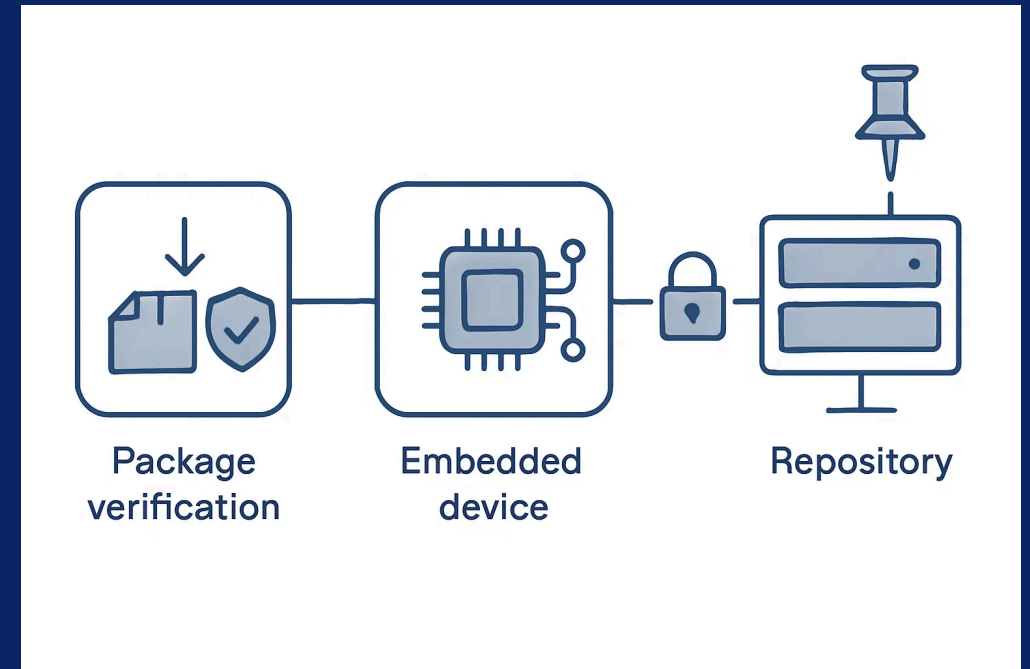 Package
verification
Embedded
device
Repository